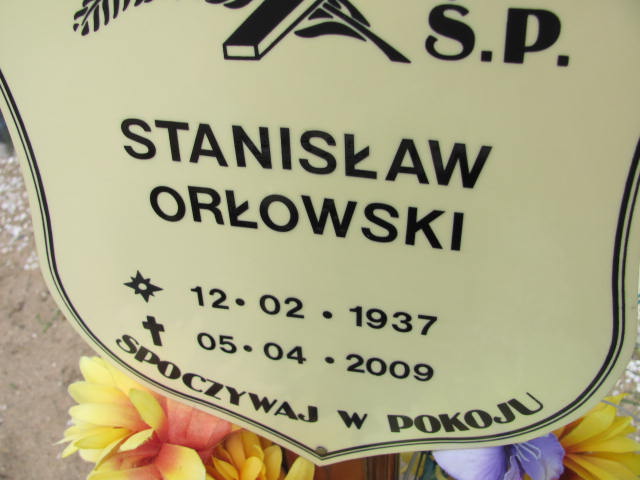 Ś.P.
STANISŁAW
ORŁOWSKI
12.02.1937
05.04.2009
SPOCZYWAJ W POKOJU